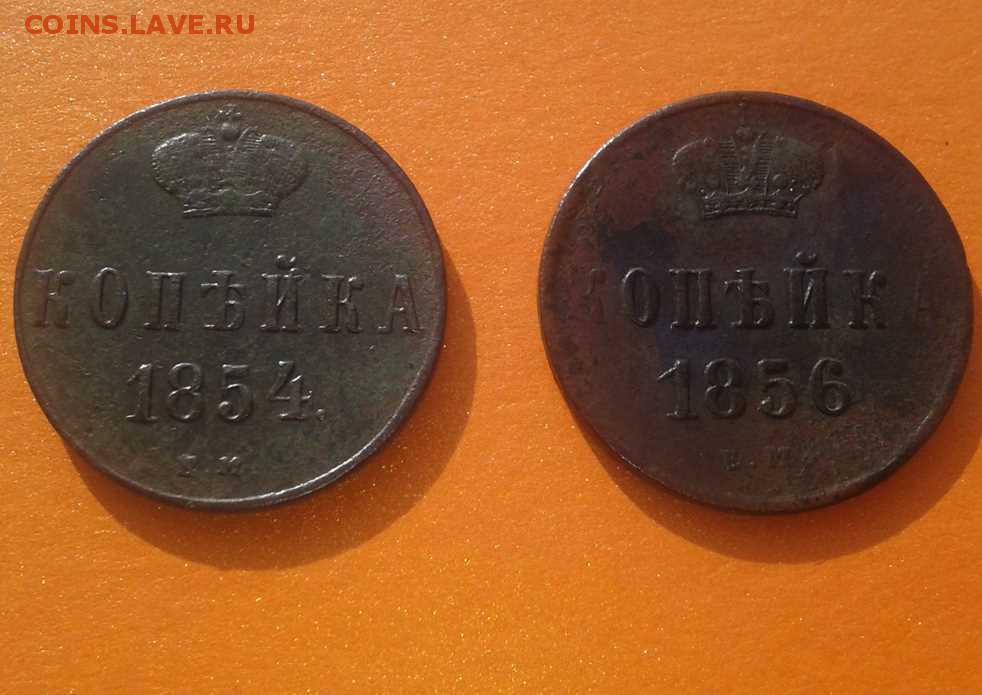 COINS.LAVE.RU
КОПѢЙКА
1854.
Е.М.
КОПѢЙКА
1856
Е.М.